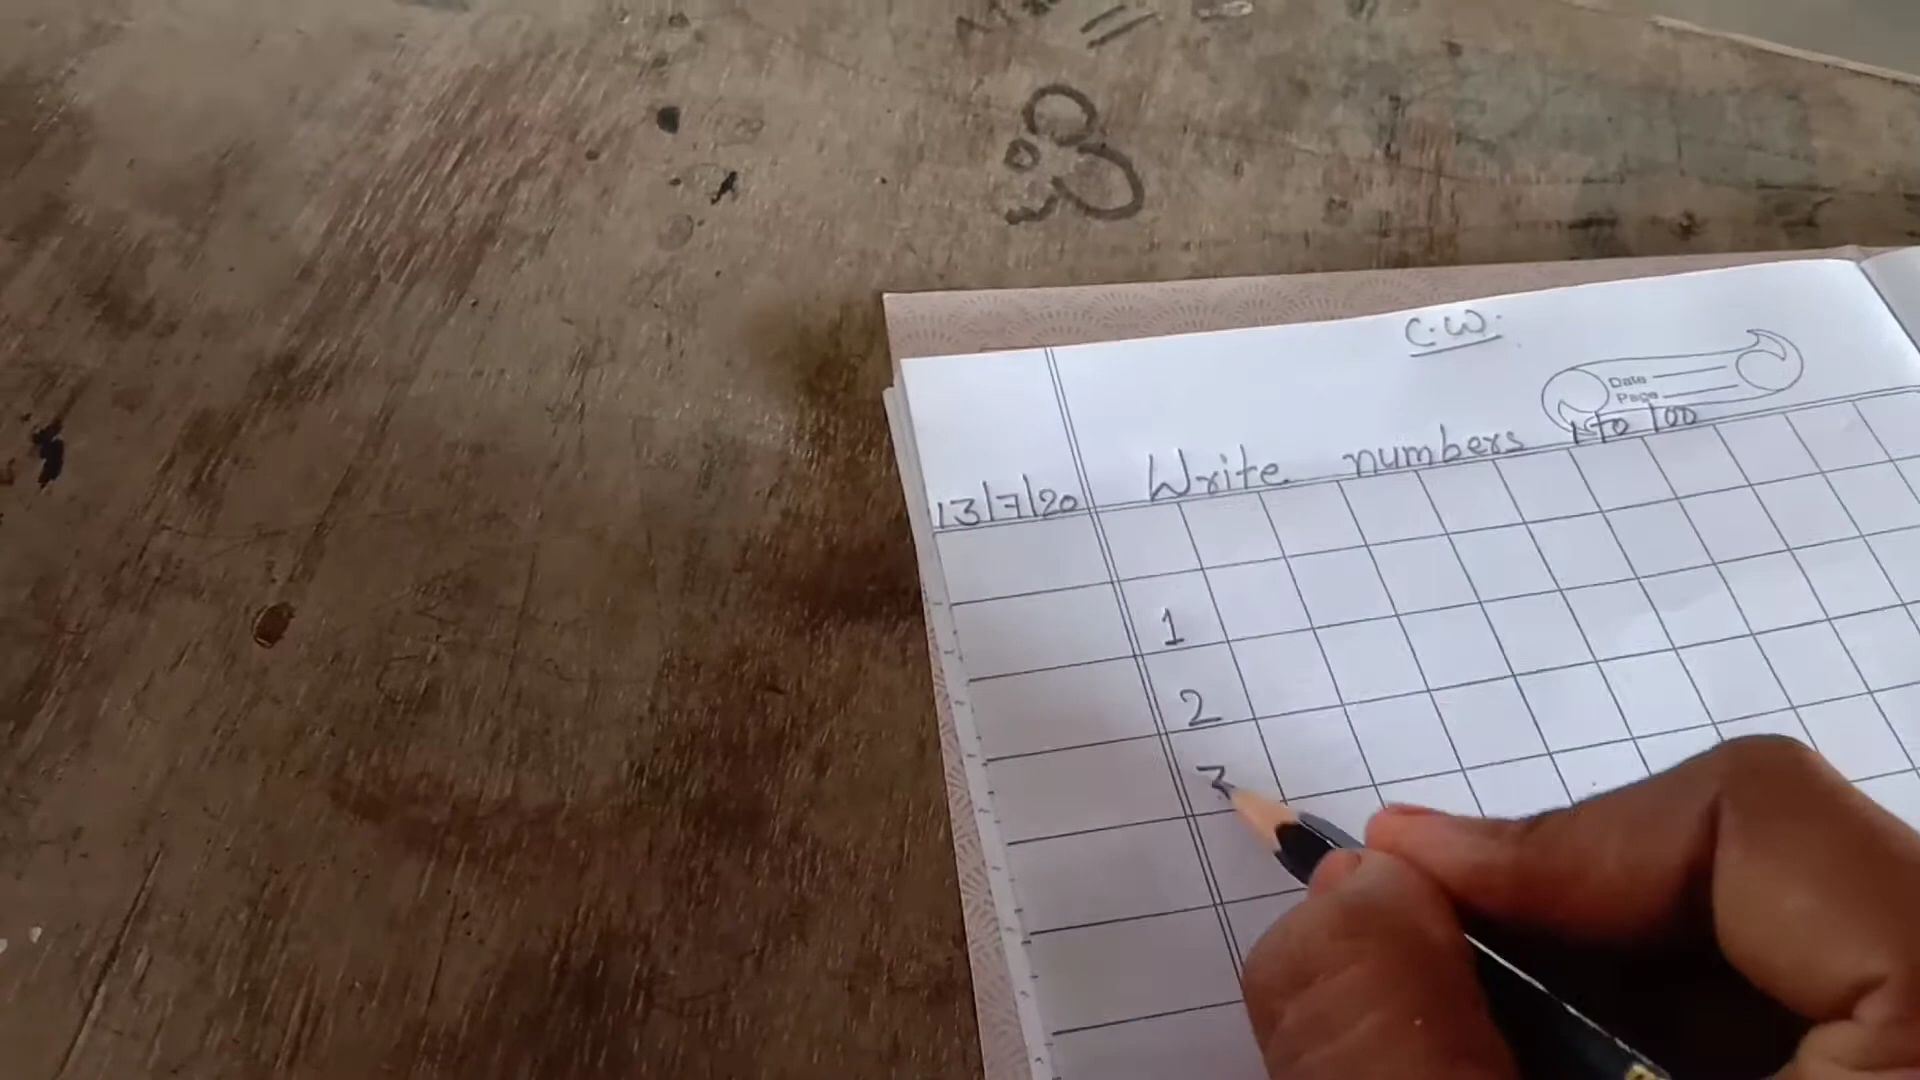 C.W.
Date
Page
Write numbers 1 to 100
13/7/20
1
2
3